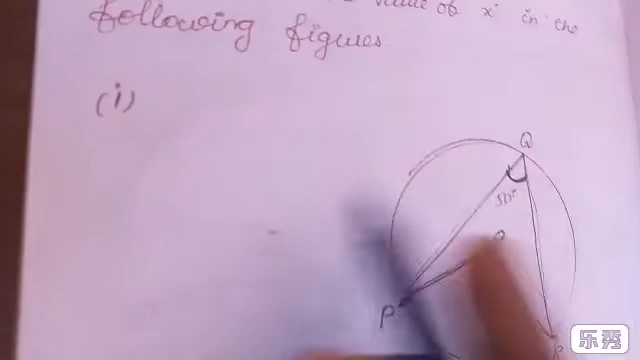 value of x in the
following figures.
(i)
Q
50°
O
P
R
乐秀